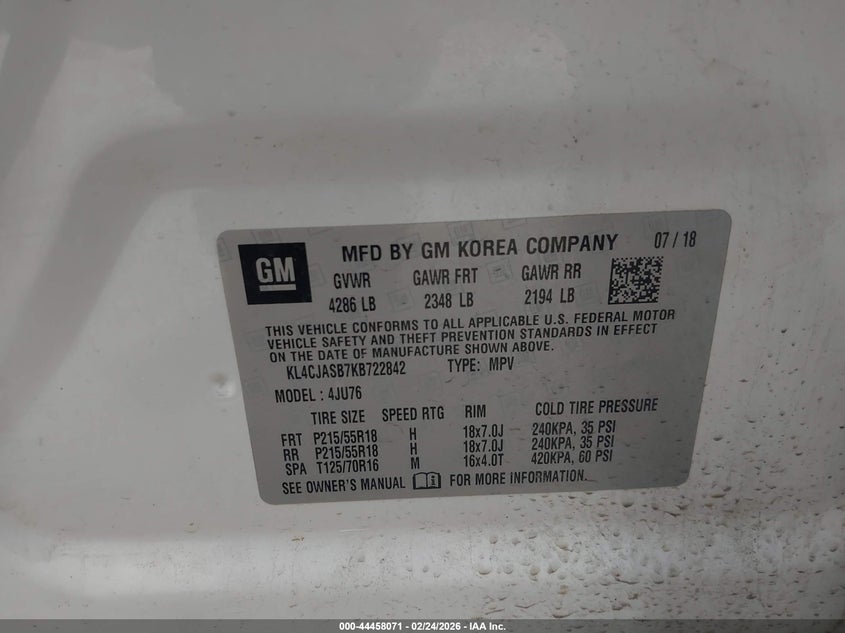 GM
MFD BY GM KOREA COMPANY 07 / 18
GVWR GAWR FRT GAWR RR
4286 LB 2348 LB 2194 LB
THIS VEHICLE CONFORMS TO ALL APPLICABLE U.S. FEDERAL MOTOR
VEHICLE SAFETY AND THEFT PREVENTION STANDARDS IN EFFECT
ON THE DATE OF MANUFACTURE SHOWN ABOVE.
KL4CJASB7KB722842 TYPE: MPV
MODEL : 4JU76
TIRE SIZE SPEED RTG RIM COLD TIRE PRESSURE
FRT P215/55R18 H 18x7.0J 240KPA, 35 PSI
RR P215/55R18 H 18x7.0J 240KPA, 35 PSI
SPA T125/70R16 M 16x4.0T 420KPA, 60 PSI
SEE OWNER'S MANUAL FOR MORE INFORMATION.
000-44458071 - 02/24/2026 - IAA Inc.